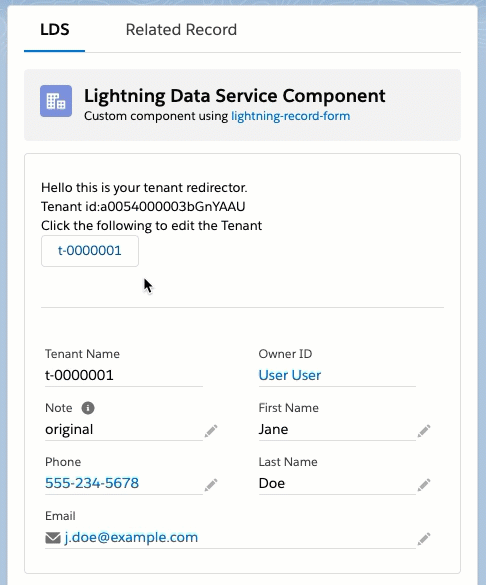 LDS Related Record
Lightning Data Service Component
Custom component using lightning-record-form
Hello this is your tenant redirector.
Tenant id:a0054000003bGnYAAU
Click the following to edit the Tenant
t-0000001
Tenant Name Owner ID
t-0000001 User User
Note First Name
original Jane
Phone Last Name
555-234-5678 Doe
Email
j.doe@example.com